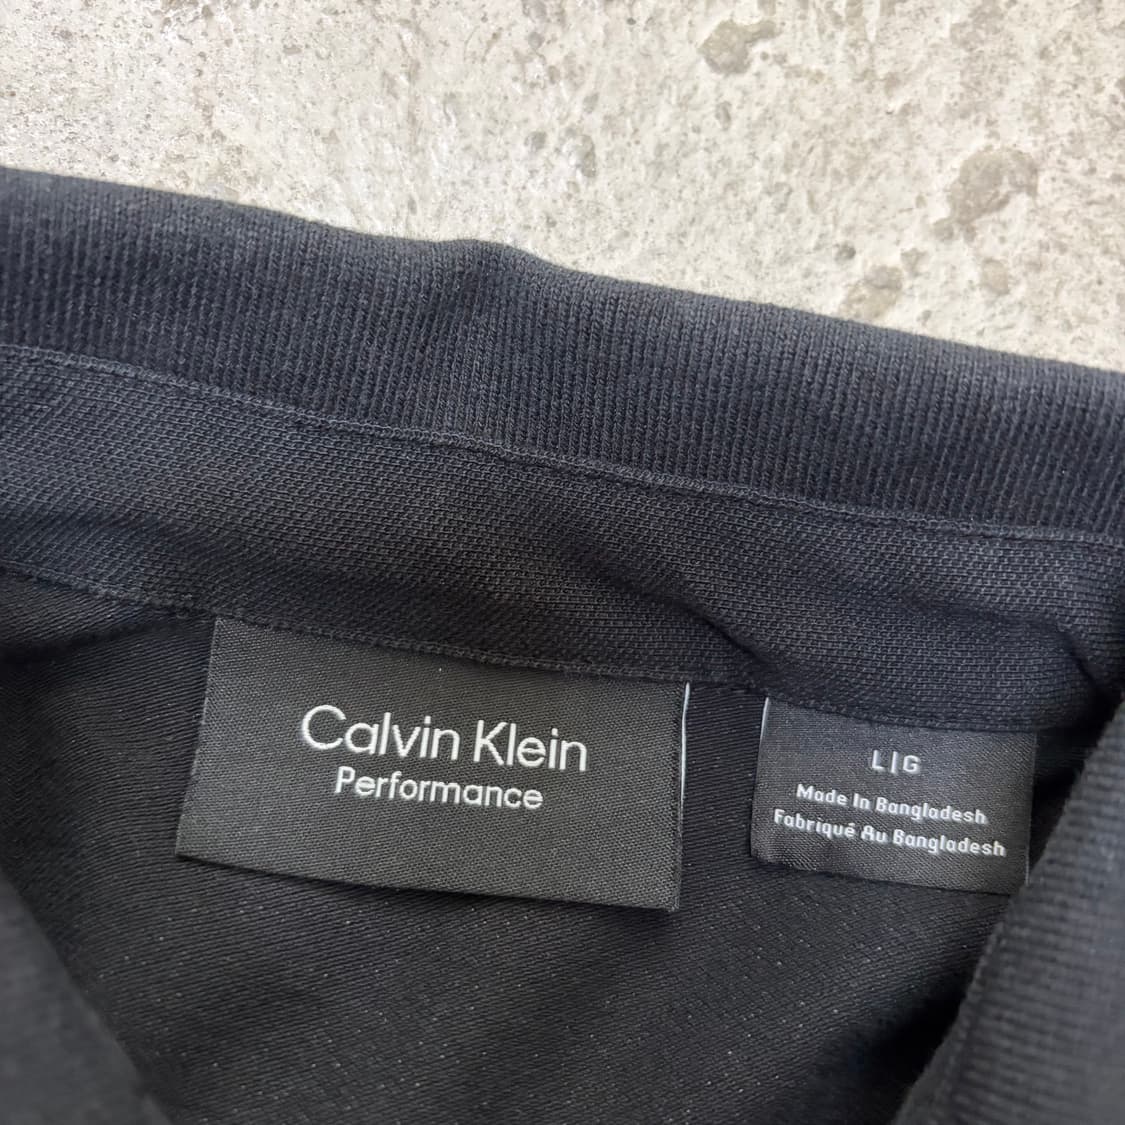 Calvin Klein
Performance
L|G
Made In Bangladesh
Fabriqué Au Bangladesh